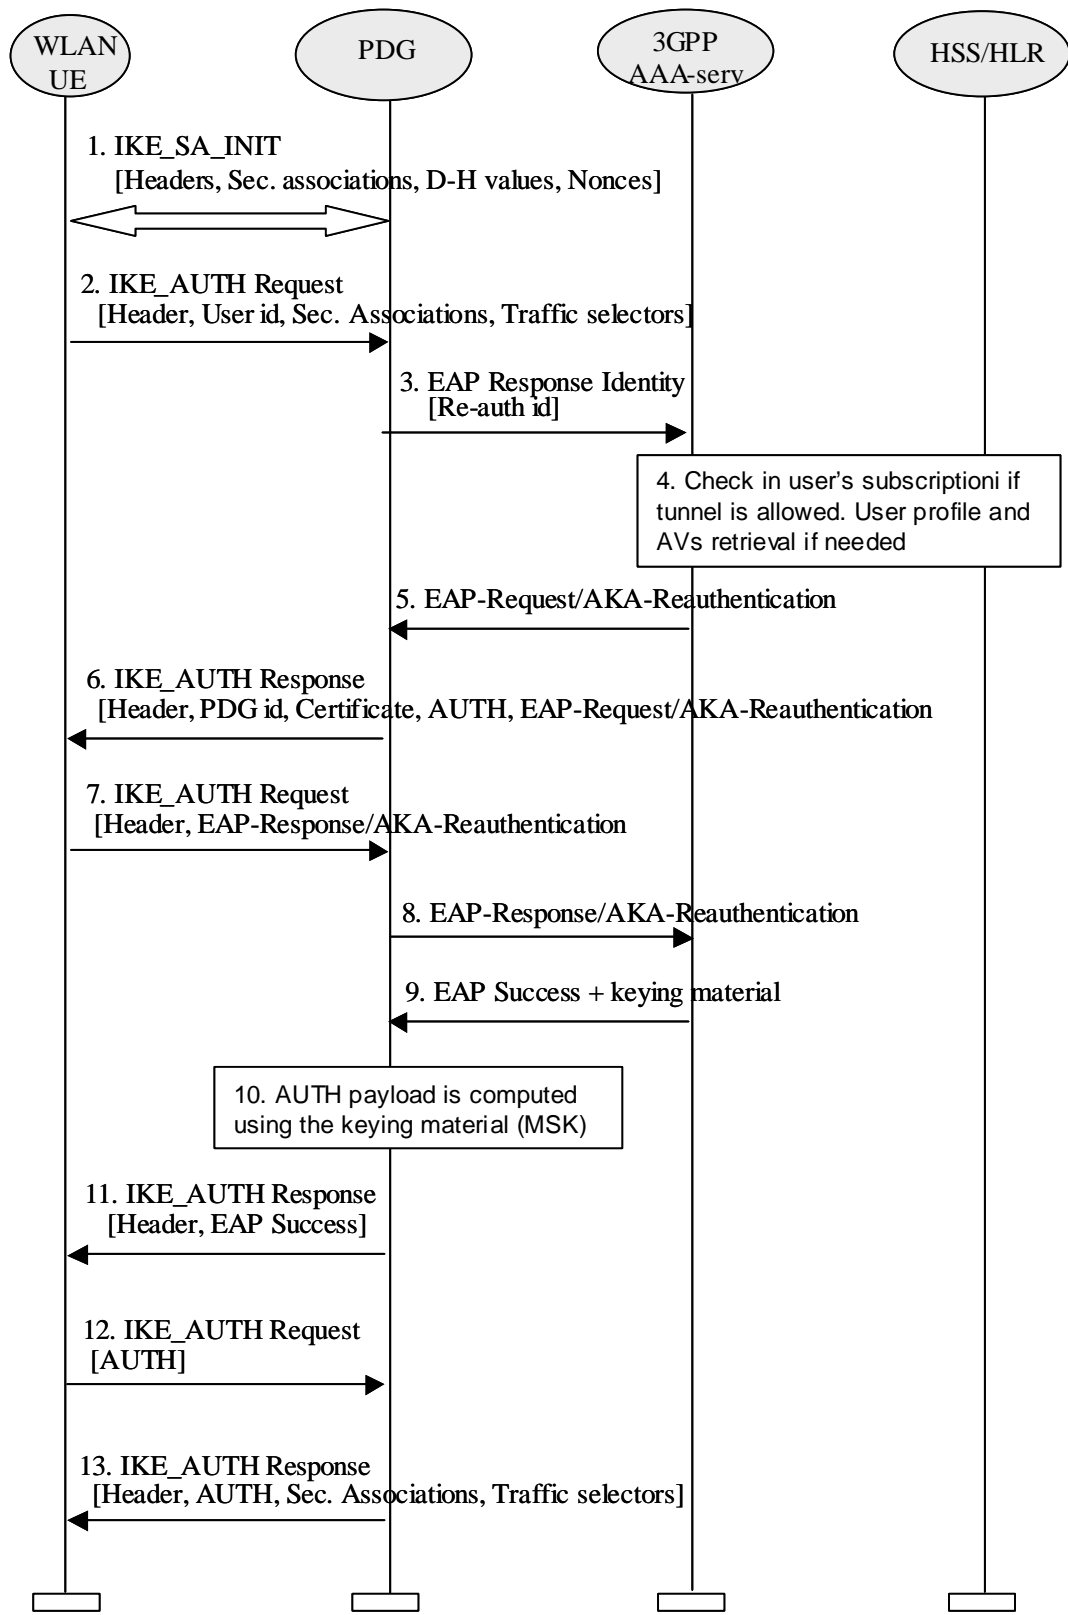 WLAN
UE
PDG
3GPP
AAA-serv
HSS/HLR
1. IKE_SA_INIT
[Headers, Sec. associations, D-H values, Nonces]
2. IKE_AUTH Request
[Header, User id, Sec. Associations, Traffic selectors]
3. EAP Response Identity
[Re-auth id]
4. Check in user's subscriptioni if
tunnel is allowed. User profile and
AVs retrieval if needed
5. EAP-Request/AKA-Reauthentication
6. IKE_AUTH Response
[Header, PDG id, Certificate, AUTH, EAP-Request/AKA-Reauthentication
7. IKE_AUTH Request
[Header, EAP-Response/AKA-Reauthentication
8. EAP-Response/AKA-Reauthentication
9. EAP Success + keying material
10. AUTH payload is computed
using the keying material (MSK)
11. IKE_AUTH Response
[Header, EAP Success]
12. IKE_AUTH Request
[AUTH]
13. IKE_AUTH Response
[Header, AUTH, Sec. Associations, Traffic selectors]